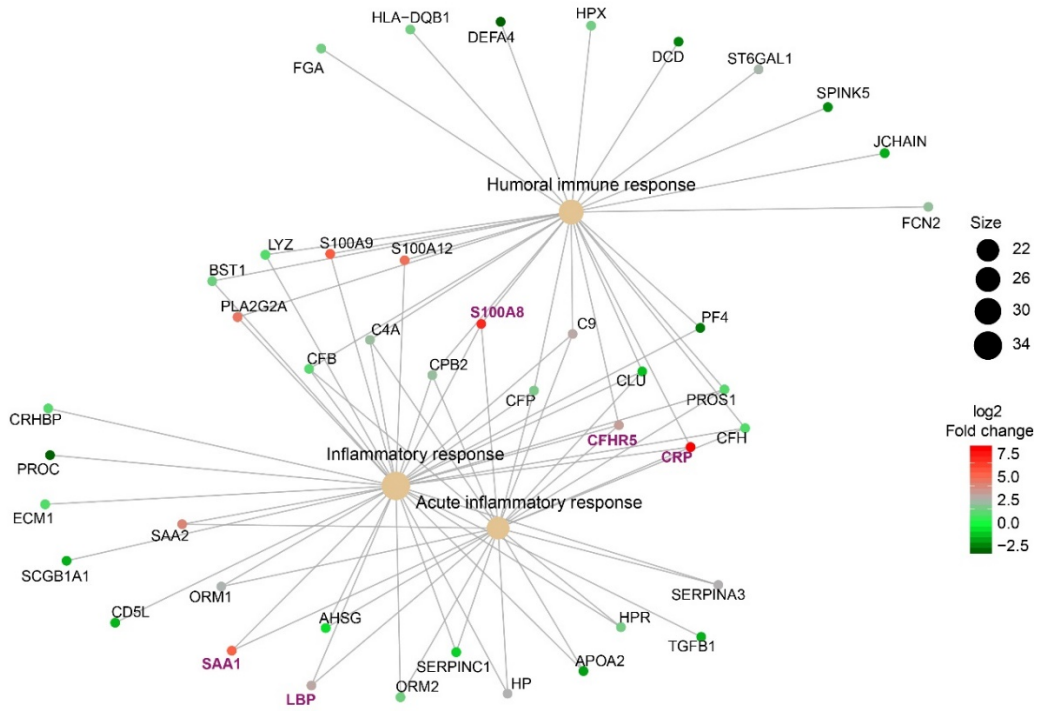 HLA-DQB1
HPX
DEFA4
DCD
FGA
ST6GAL1
SPINK5
JCHAIN
Humoral immune response
FCN2
Size
22
26
30
34
LYZ
S100A9
S100A12
BST1
PLA2G2A
S100A8
C4A
C9
PF4
CFB
CPB2
CLU
CFP
PROS1
CRHBP
CFHR5
CFH
CRP
log2
Fold change
7.5
5.0
2.5
0.0
−2.5
Inflammatory response
PROC
Acute inflammatory response
ECM1
SAA2
SCGB1A1
ORM1
SERPINA3
CD5L
AHSG
HPR
TGFB1
SAA1
SERPINC1
APOA2
LBP
ORM2
HP